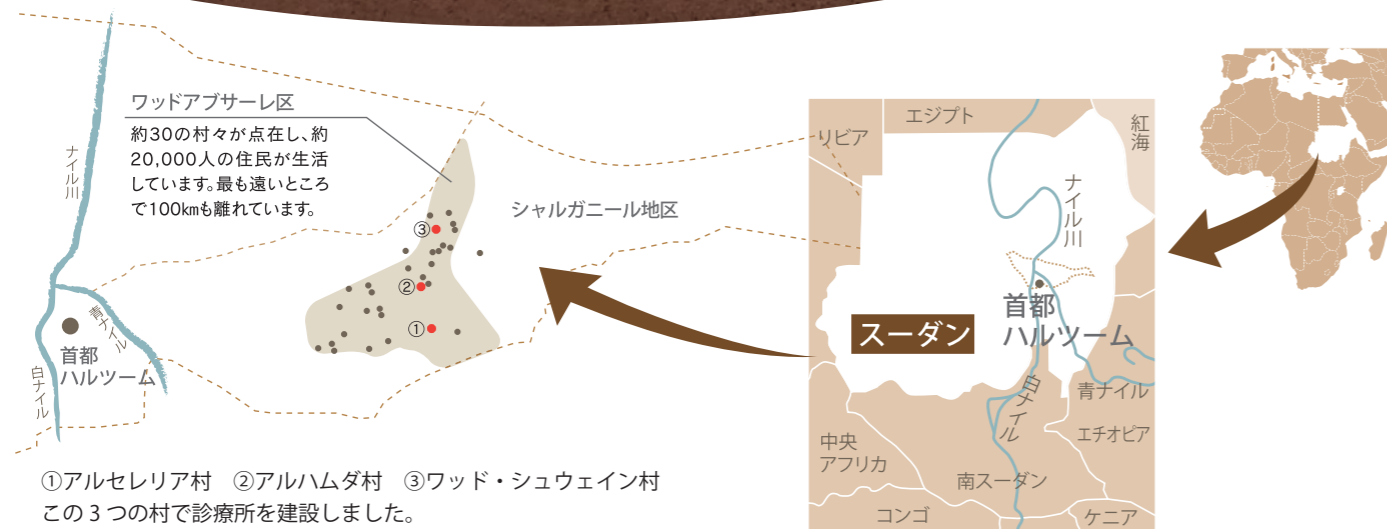 ワッドアブサーレ区
約30の村々が点在し、約
20,000人の住民が生活
しています。最も遠いところ
で100㎞も離れています。
ナイル川
シャルガニール地区
③
②
①
青ナイル
首都
ハルツーム
白ナイル
①アルセレリア村　②アルハムダ村　③ワッド・シュウェイン村
この３つの村で診療所を建設しました。
エジプト
リビア
紅海
ナイル川
首都
ハルツーム
スーダン
白ナイル
青ナイル
エチオピア
中央
アフリカ
南スーダン
コンゴ
ケニア